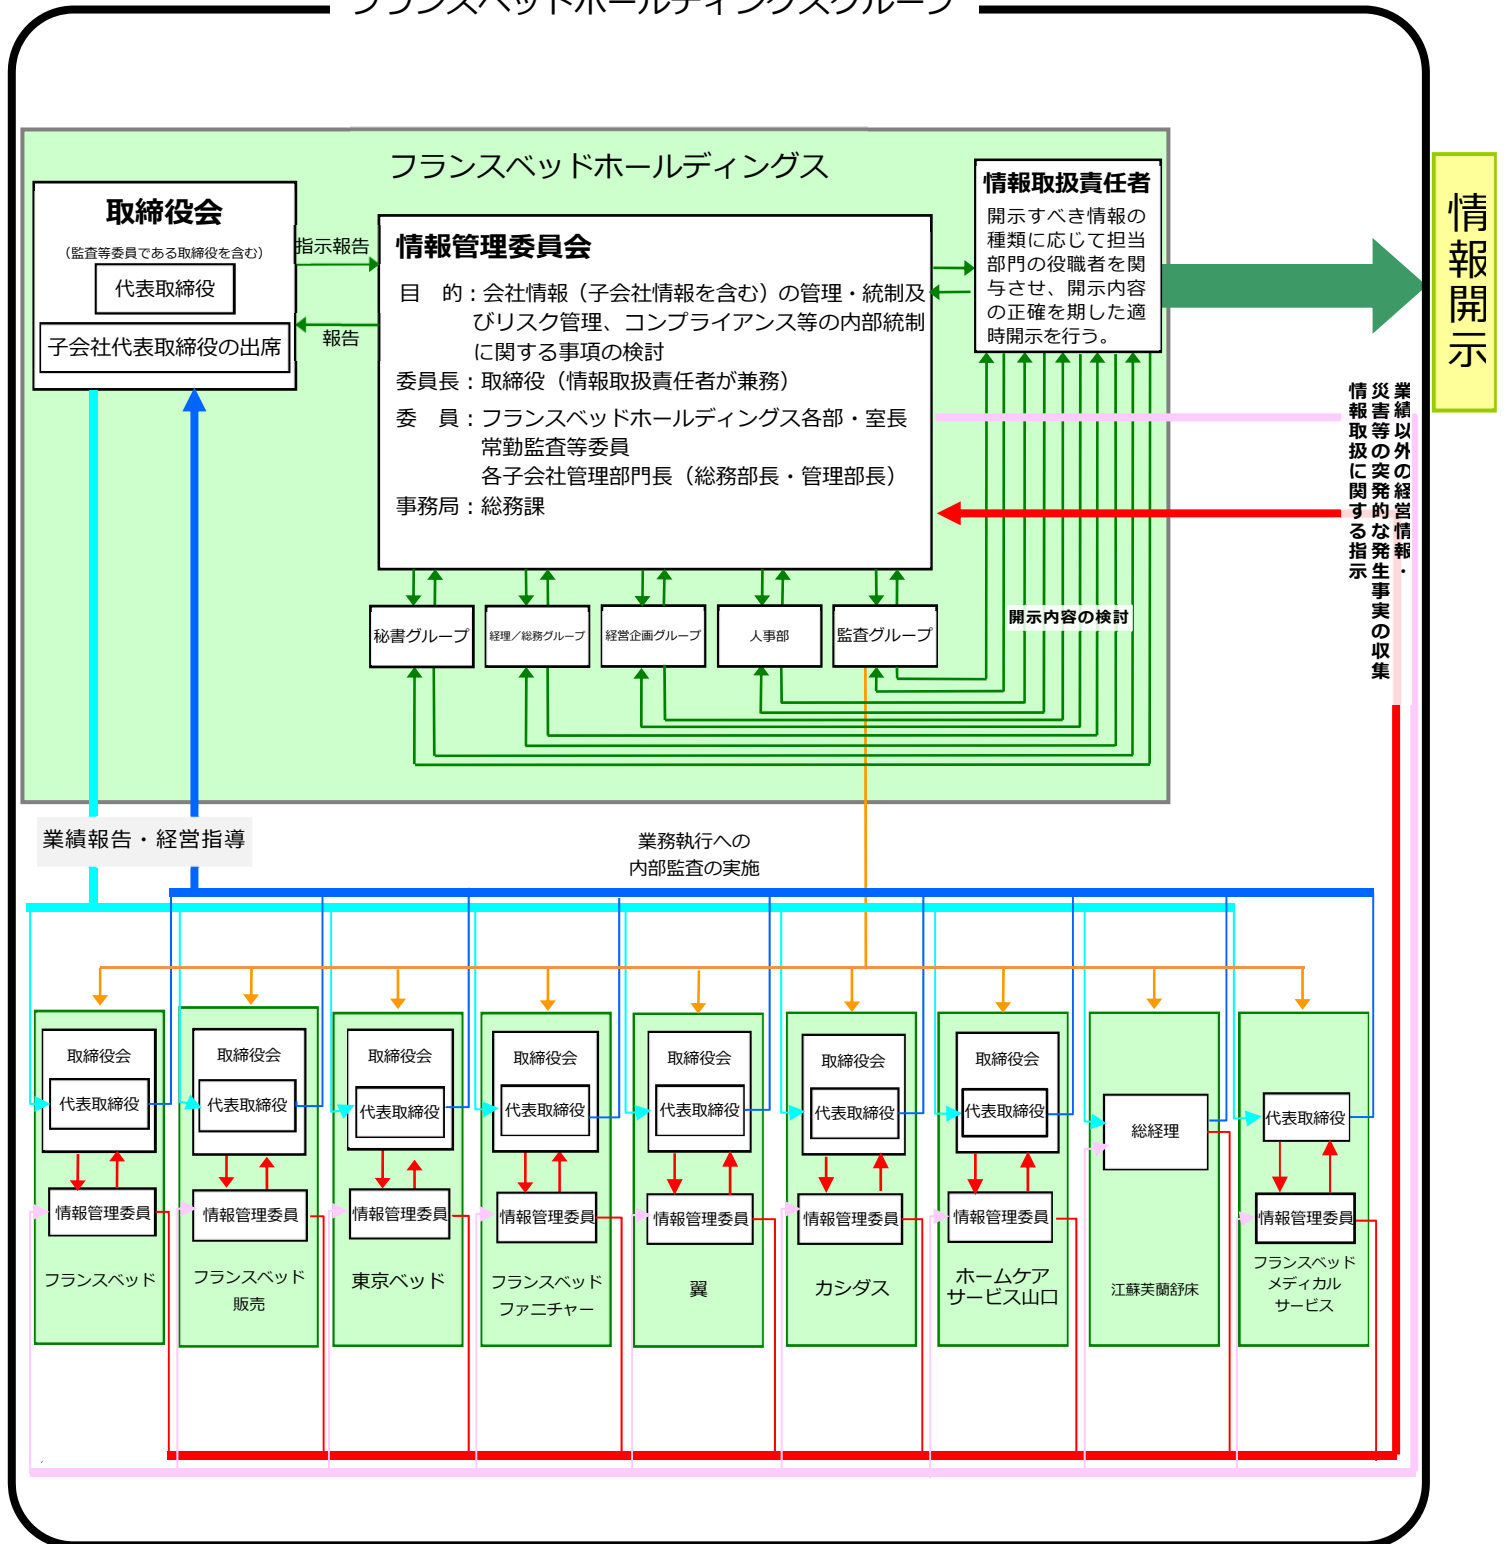 フランスベッドホールディングスグループ
フランスベッドホールディングス
取締役会
（監査等委員である取締役を含む）
代表取締役
子会社代表取締役の出席
指示報告
報告
情報管理委員会
目　的：会社情報（子会社情報を含む）の管理・統制及
びリスク管理、コンプライアンス等の内部統制
に関する事項の検討
委員長：取締役（情報取扱責任者が兼務）
委　員：フランスベッドホールディングス各部・室長
常勤監査等委員
各子会社管理部門長（総務部長・管理部長）
事務局：総務課
情報取扱責任者
開示すべき情報の
種類に応じて担当
部門の役職者を関
与させ、開示内容
の正確を期した適
時開示を行う。
情報開示
業績以外の経営情報・
災害等の突発的な発生事実の収集
情報取扱に関する指示
秘書グループ
経理／総務グループ
経営企画グループ
人事部
監査グループ
開示内容の検討
業績報告・経営指導
業務執行への
内部監査の実施
取締役会
代表取締役
情報管理委員
フランスベッド
取締役会
代表取締役
情報管理委員
フランスベッド
販売
取締役会
代表取締役
情報管理委員
東京ベッド
取締役会
代表取締役
情報管理委員
フランスベッド
ファニチャー
取締役会
代表取締役
情報管理委員
翼
取締役会
代表取締役
情報管理委員
カシダス
取締役会
代表取締役
情報管理委員
ホームケア
サービス山口
総経理
江蘇芙蘭舒床
代表取締役
情報管理委員
フランスベッド
メディカル
サービス